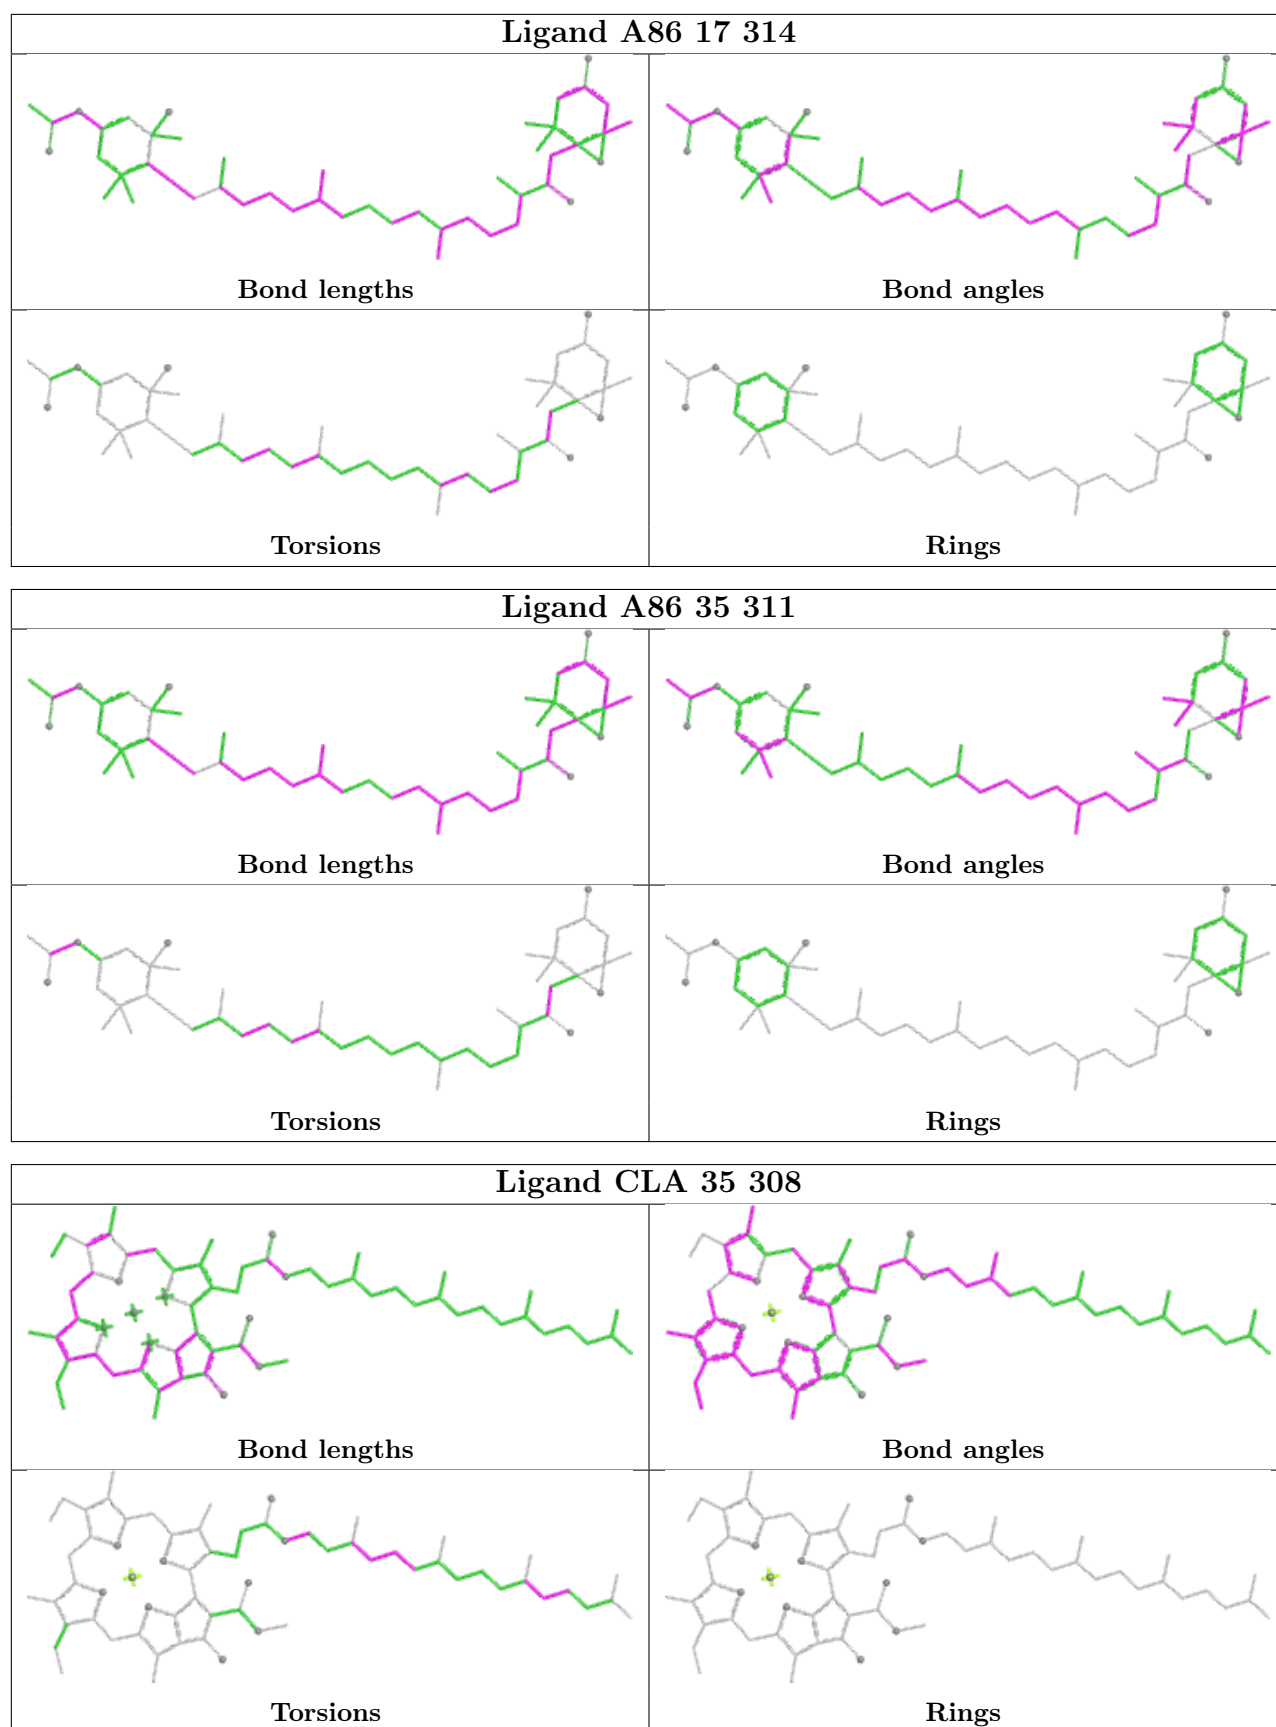 Ligand A86 17 314
Bond lengths
Bond angles
Torsions
Rings
Ligand A86 35 311
Bond lengths
Bond angles
Torsions
Rings
Ligand CLA 35 308
Bond lengths
Bond angles
Torsions
Rings